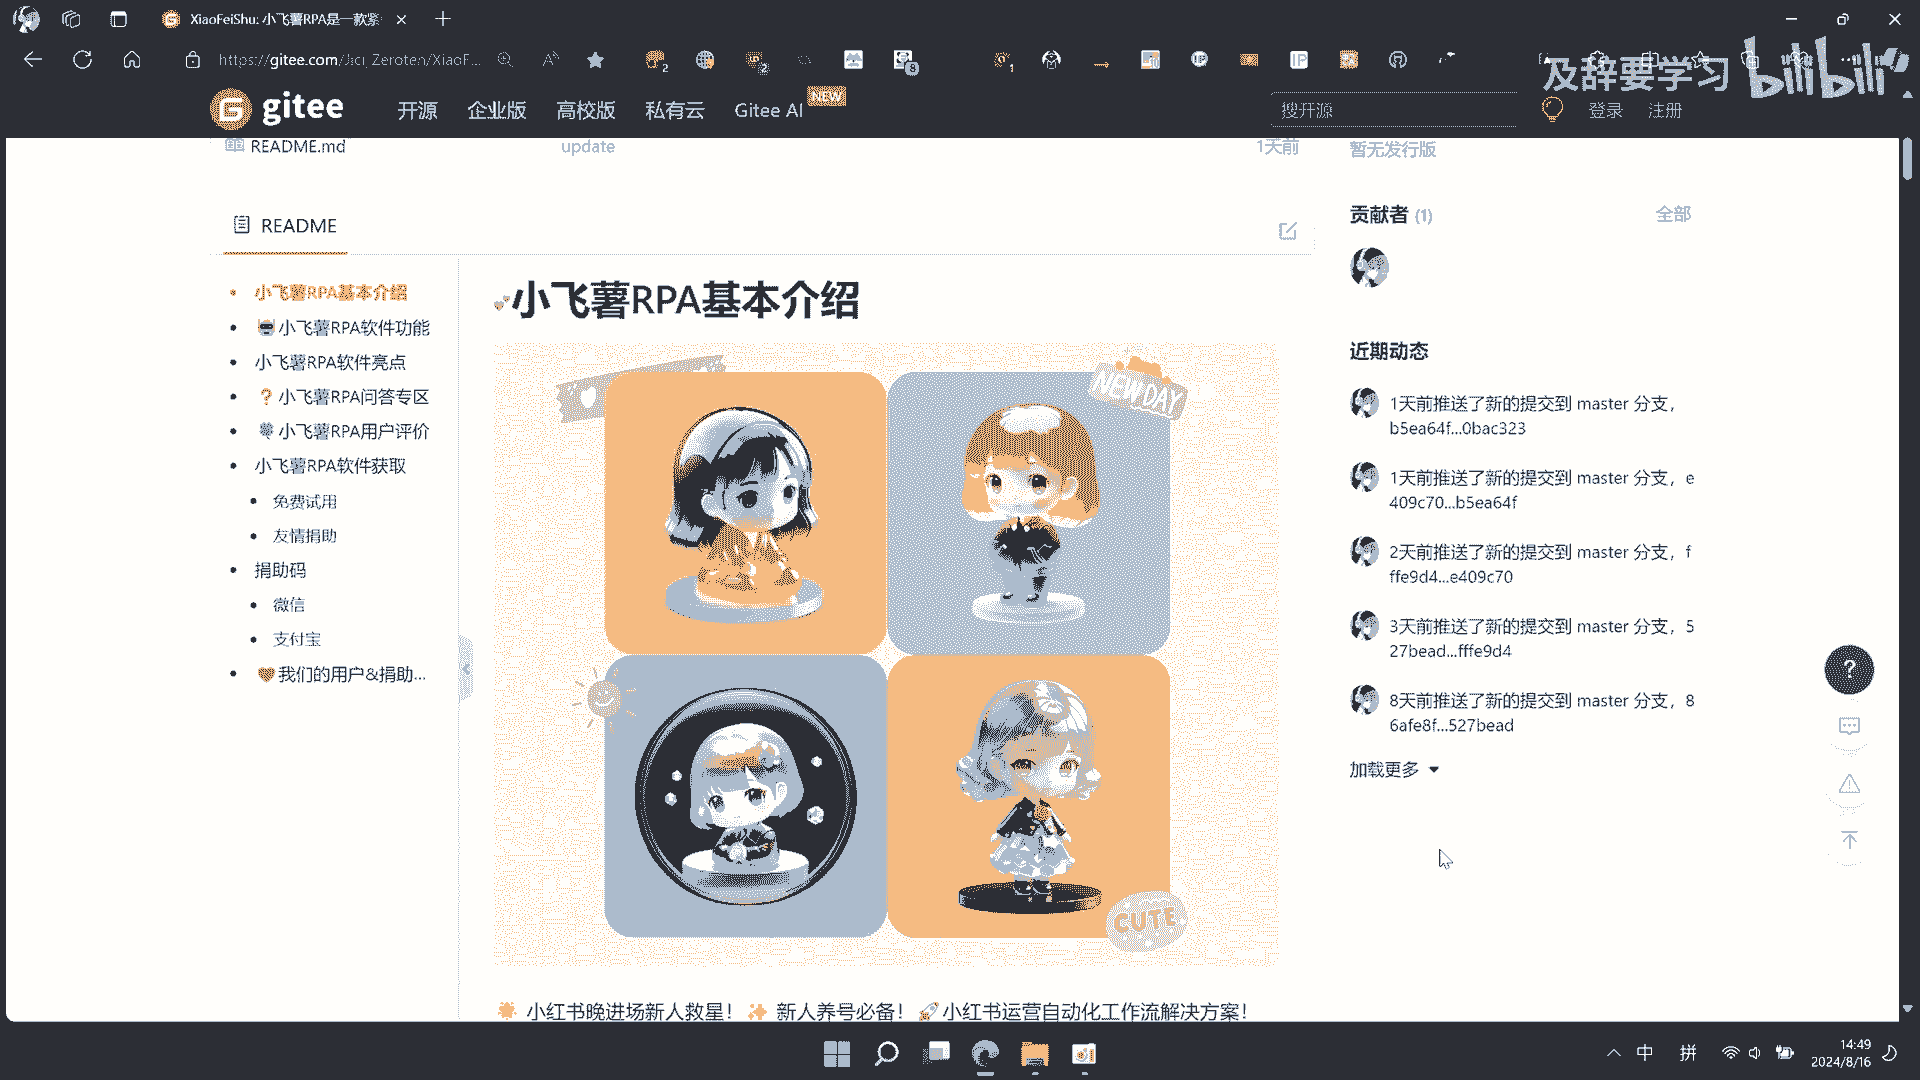 XiaoFeiShu: 小飞薯RPA是一款紧
https://gitee.com/Jici_Zeroten/XiaoF...
及辞要学习 bilibili
gitee
开源 企业版 高校版 私有云 Gitee AI NEW
搜开源
登录 注册
README.md update 1天前
暂无发行版
README
贡献者 (1) 全部
小飞薯RPA基本介绍
小飞薯RPA软件功能
小飞薯RPA软件亮点
小飞薯RPA问答专区
小飞薯RPA用户评价
小飞薯RPA软件获取
免费试用
友情捐助
捐助码
微信
支付宝
我们的用户&捐助...
小飞薯RPA基本介绍
NEW DAY
CUTE
小红书晚进场新人救星！ 新人养号必备！ 小红书运营自动化工作流解决方案！
近期动态
1天前推送了新的提交到 master 分支，
b5ea64f...0bac323
1天前推送了新的提交到 master 分支，e
409c70...b5ea64f
2天前推送了新的提交到 master 分支，f
ffe9d4...e409c70
3天前推送了新的提交到 master 分支，5
27bead...fffe9d4
8天前推送了新的提交到 master 分支，8
6afe8f...527bead
加载更多
中 拼
14:49
2024/8/16